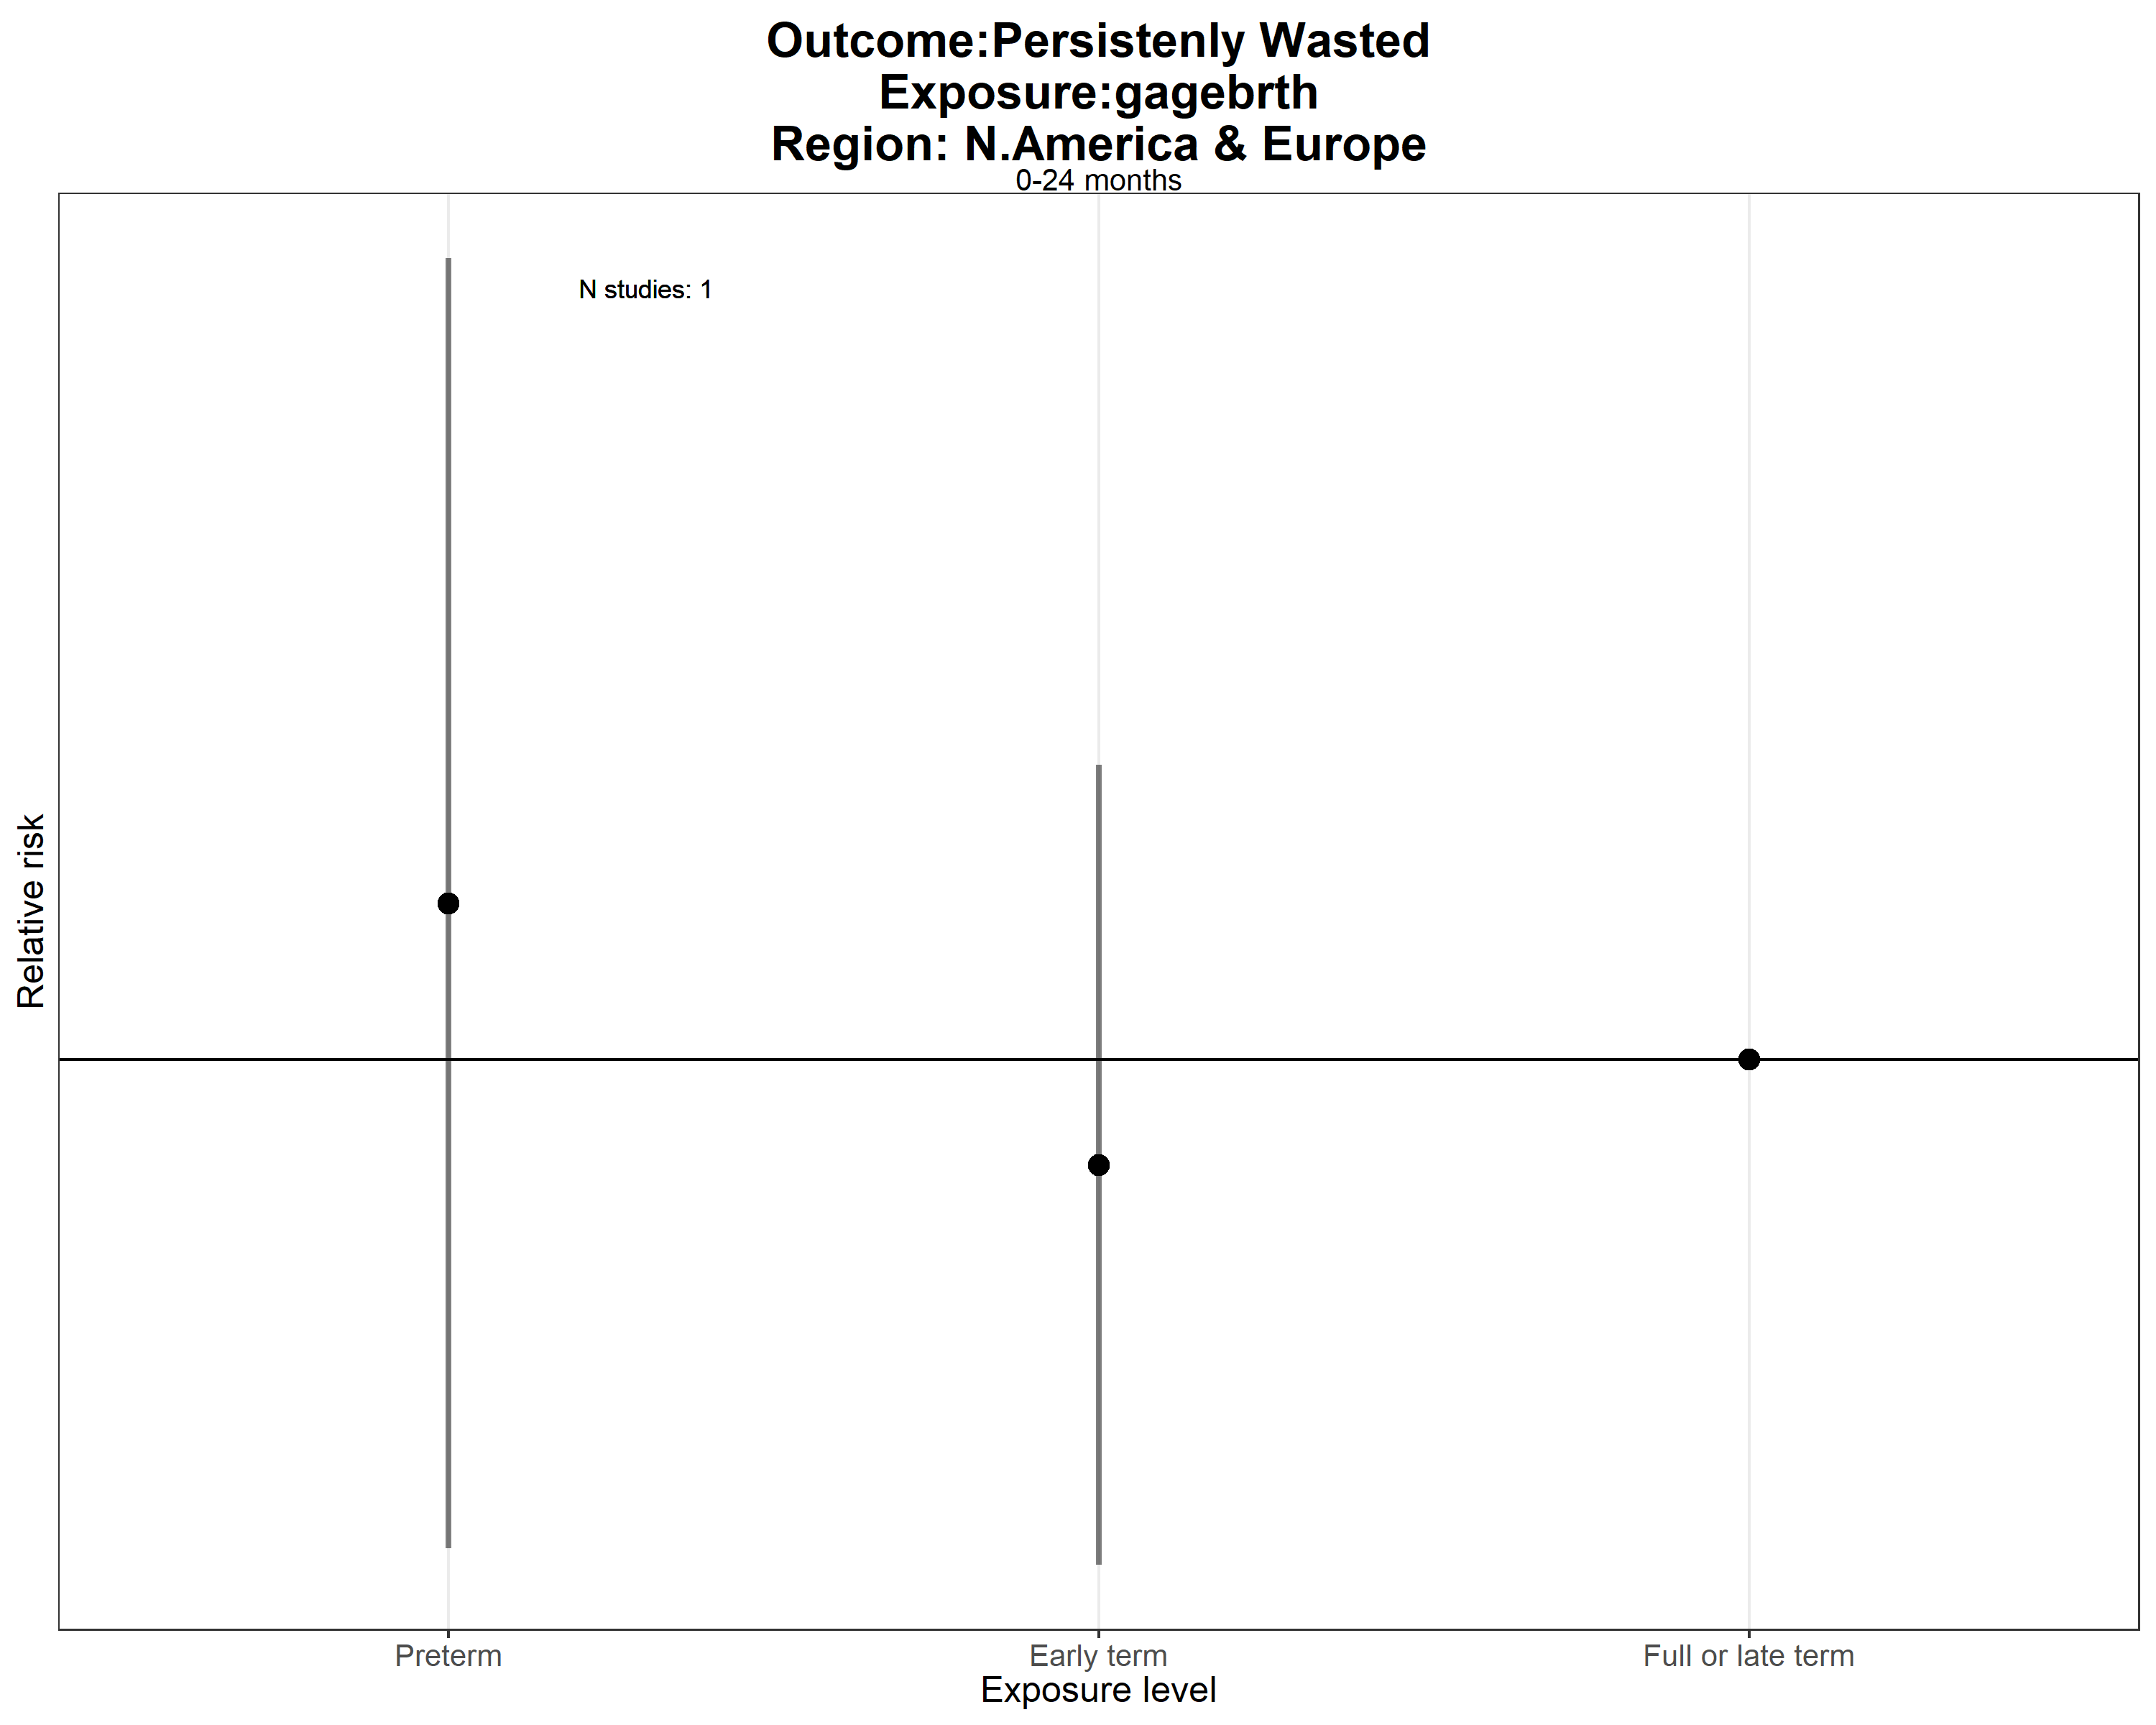 Outcome:Persistenly Wasted
Exposure:gagebrth
Region: N.America & Europe
0-24 months
N studies: 1
Relative risk
Preterm
Early term
Full or late term
Exposure level